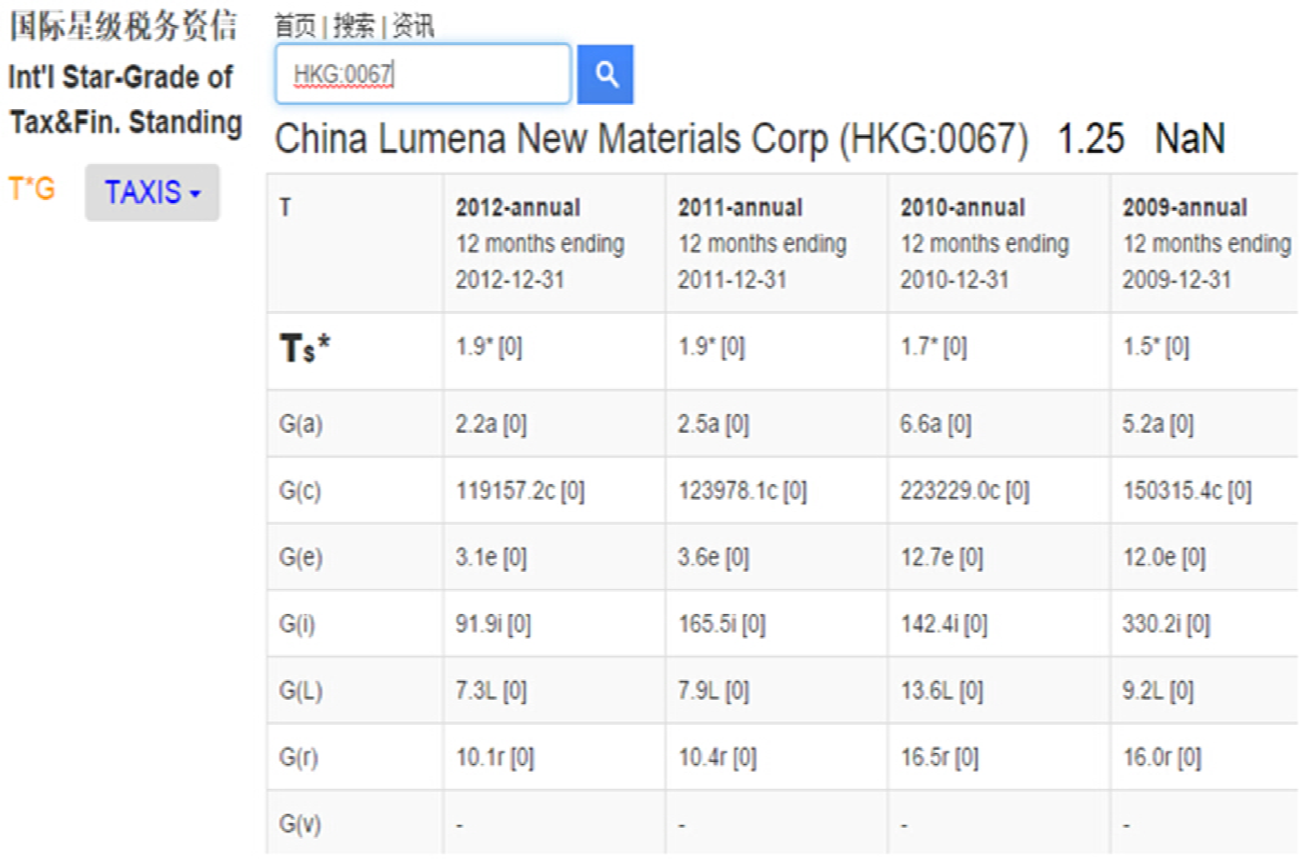 国际星级税务资信
Int'l Star-Grade of
Tax&Fin. Standing
T*G TAXIS
首页 | 搜索 | 资讯
HKG:0067
China Lumena New Materials Corp (HKG:0067) 1.25 NaN
T 2012-annual 2011-annual 2010-annual 2009-annual
12 months ending 12 months ending 12 months ending 12 months ending
2012-12-31 2011-12-31 2010-12-31 2009-12-31
Ts* 1.9* [0] 1.9* [0] 1.7* [0] 1.5* [0]
G(a) 2.2a [0] 2.5a [0] 6.6a [0] 5.2a [0]
G(c) 119157.2c [0] 123978.1c [0] 223229.0c [0] 150315.4c [0]
G(e) 3.1e [0] 3.6e [0] 12.7e [0] 12.0e [0]
G(i) 91.9i [0] 165.5i [0] 142.4i [0] 330.2i [0]
G(L) 7.3L [0] 7.9L [0] 13.6L [0] 9.2L [0]
G(r) 10.1r [0] 10.4r [0] 16.5r [0] 16.0r [0]
G(v) - - - -